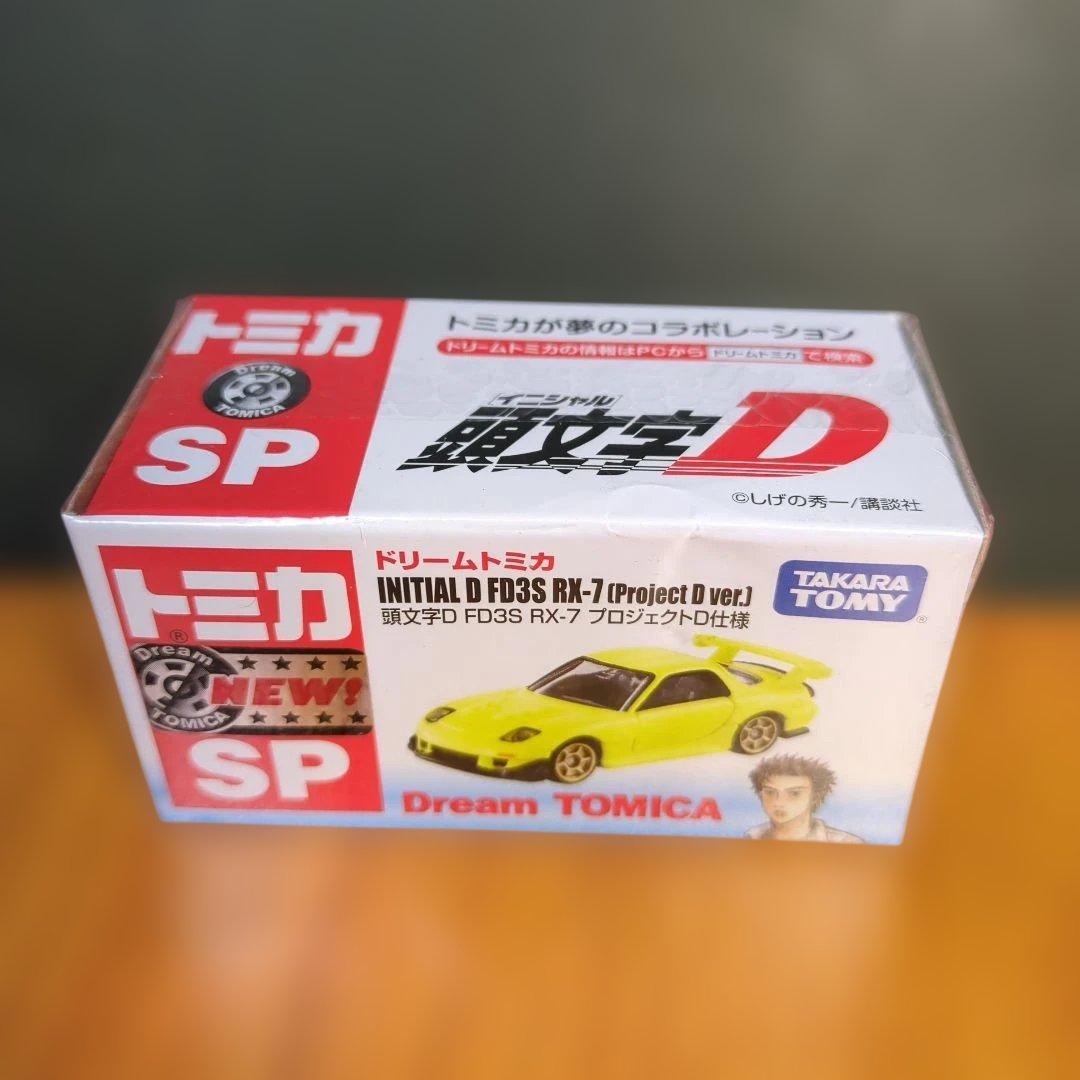 トミカ
Dream
TOMICA
SP
トミカが夢のコラボレーション
ドリームトミカの情報はPCから ドリームトミカ で検索
[イニシャル]
頭文字D
©しげの秀一/講談社
トミカ®
Dream
TOMICA
NEW!
SP
ドリームトミカ
INITIAL D FD3S RX-7 (Project D ver.)
頭文字D FD3S RX-7 プロジェクトD仕様
TAKARA
TOMY®
Dream TOMICA